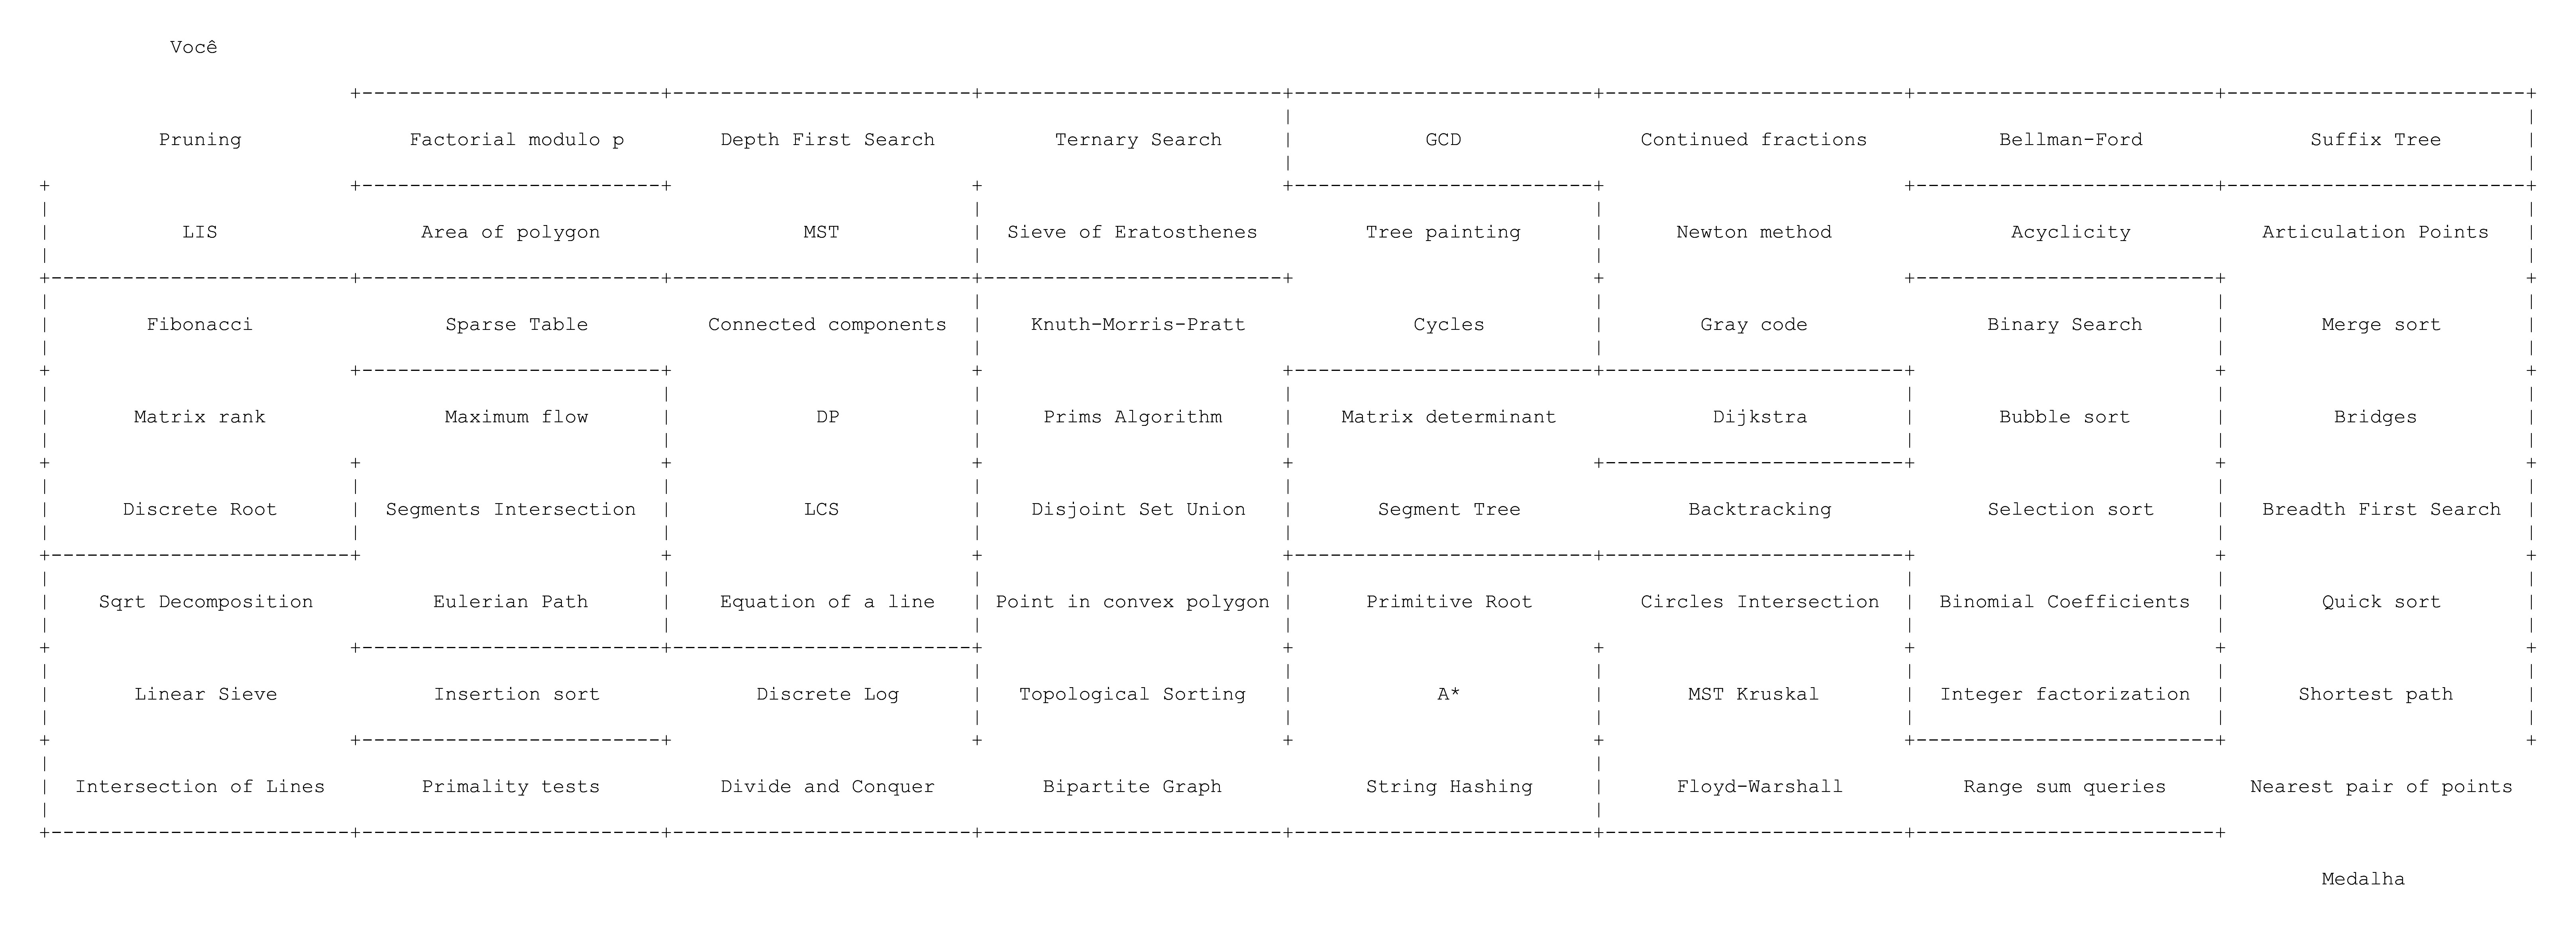 Você
Pruning Factorial modulo p Depth First Search Ternary Search GCD Continued fractions Bellman-Ford Suffix Tree
LIS Area of polygon MST Sieve of Eratosthenes Tree painting Newton method Acyclicity Articulation Points
Fibonacci Sparse Table Connected components Knuth-Morris-Pratt Cycles Gray code Binary Search Merge sort
Matrix rank Maximum flow DP Prims Algorithm Matrix determinant Dijkstra Bubble sort Bridges
Discrete Root Segments Intersection LCS Disjoint Set Union Segment Tree Backtracking Selection sort Breadth First Search
Sqrt Decomposition Eulerian Path Equation of a line Point in convex polygon Primitive Root Circles Intersection Binomial Coefficients Quick sort
Linear Sieve Insertion sort Discrete Log Topological Sorting A* MST Kruskal Integer factorization Shortest path
Intersection of Lines Primality tests Divide and Conquer Bipartite Graph String Hashing Floyd-Warshall Range sum queries Nearest pair of points
Medalha